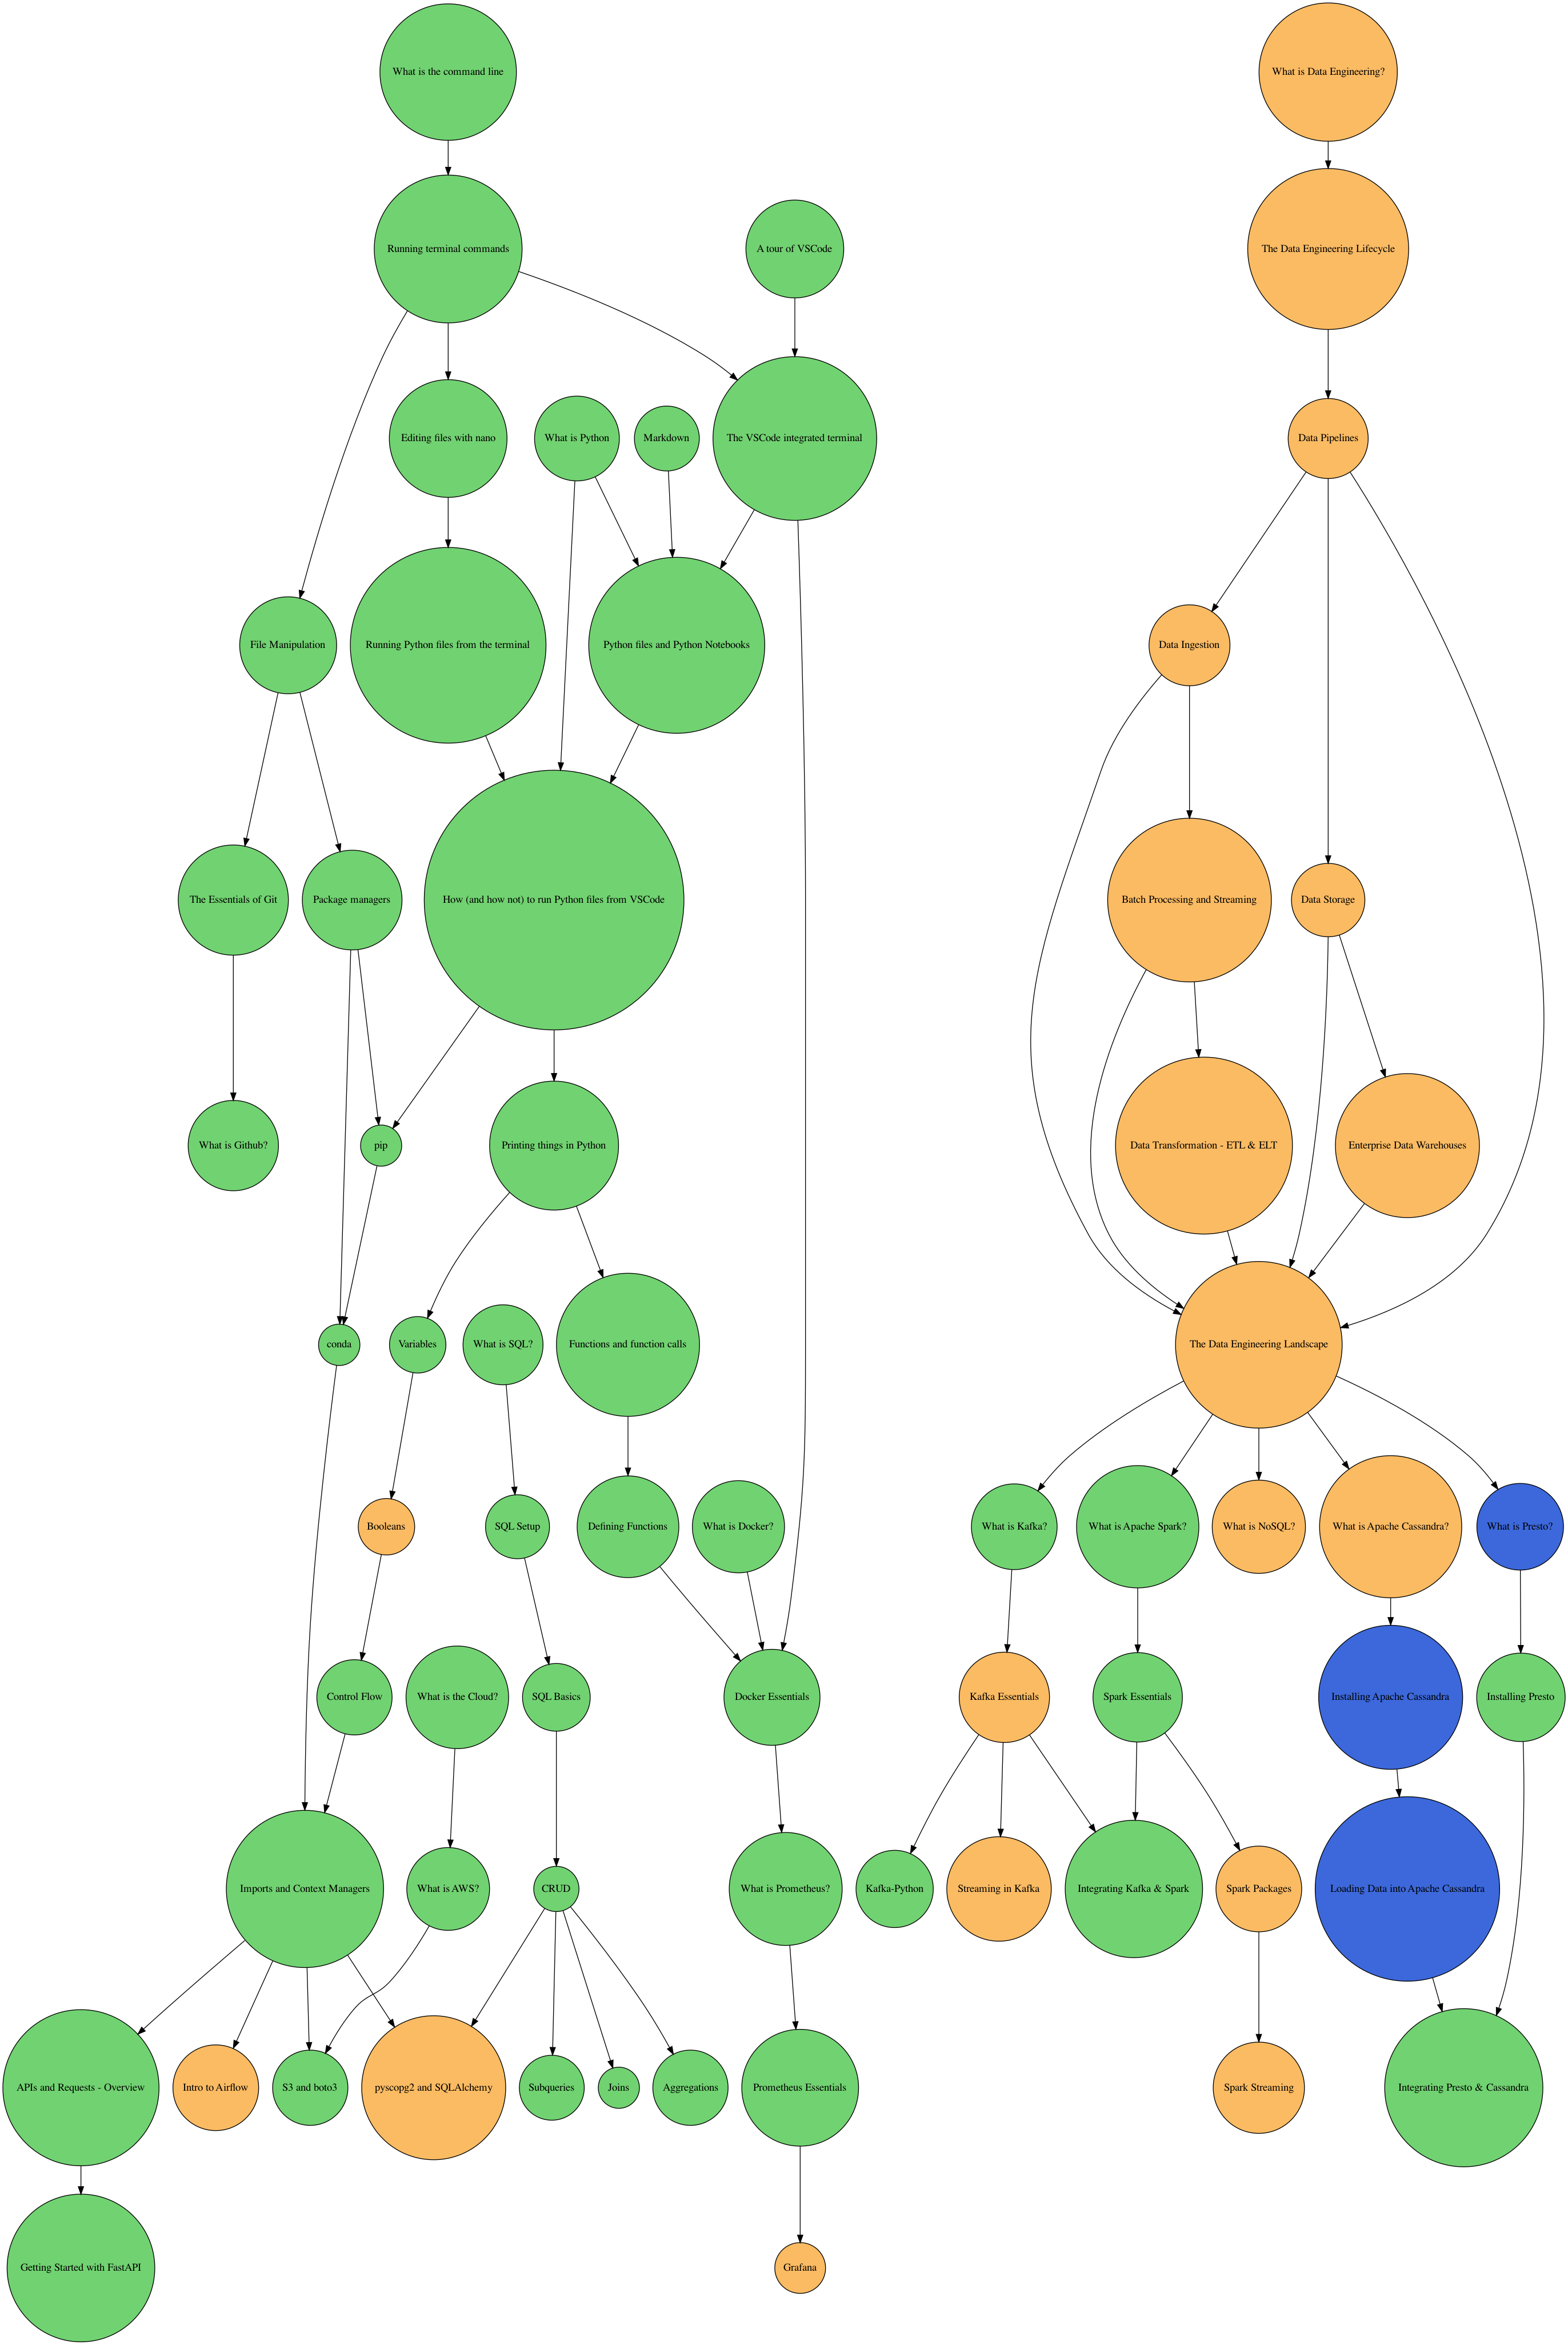 What is the command line
What is Data Engineering?
Running terminal commands
A tour of VSCode
The Data Engineering Lifecycle
Editing files with nano
What is Python
Markdown
The VSCode integrated terminal
Data Pipelines
File Manipulation
Running Python files from the terminal
Python files and Python Notebooks
Data Ingestion
The Essentials of Git
Package managers
How (and how not) to run Python files from VSCode
Batch Processing and Streaming
Data Storage
What is Github?
pip
Printing things in Python
Data Transformation - ETL & ELT
Enterprise Data Warehouses
conda
Variables
What is SQL?
Functions and function calls
The Data Engineering Landscape
Booleans
SQL Setup
Defining Functions
What is Docker?
What is Kafka?
What is Apache Spark?
What is NoSQL?
What is Apache Cassandra?
What is Presto?
Control Flow
What is the Cloud?
SQL Basics
Docker Essentials
Kafka Essentials
Spark Essentials
Installing Apache Cassandra
Installing Presto
Imports and Context Managers
What is AWS?
CRUD
What is Prometheus?
Kafka-Python
Streaming in Kafka
Integrating Kafka & Spark
Spark Packages
Loading Data into Apache Cassandra
APIs and Requests - Overview
Intro to Airflow
S3 and boto3
pyscopg2 and SQLAlchemy
Subqueries
Joins
Aggregations
Prometheus Essentials
Spark Streaming
Integrating Presto & Cassandra
Getting Started with FastAPI
Grafana